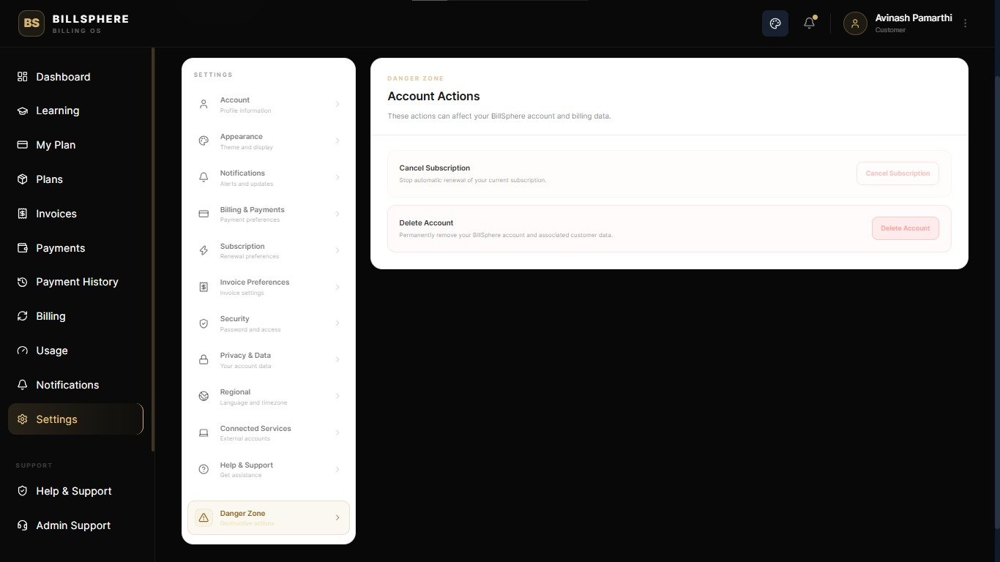 BS
BILLSPHERE
BILLING OS
Avinash Pamarthi
Customer
Dashboard
Learning
My Plan
Plans
Invoices
Payments
Payment History
Billing
Usage
Notifications
Settings
SUPPORT
Help & Support
Admin Support
SETTINGS
Account
Profile information
Appearance
Theme and display
Notifications
Alerts and updates
Billing & Payments
Payment preferences
Subscription
Renewal preferences
Invoice Preferences
Invoice settings
Security
Password and access
Privacy & Data
Your account data
Regional
Language and timezone
Connected Services
External accounts
Help & Support
Get assistance
Danger Zone
Destructive actions
DANGER ZONE
Account Actions
These actions can affect your BillSphere account and billing data.
Cancel Subscription
Stop automatic renewal of your current subscription.
Cancel Subscription
Delete Account
Permanently remove your BillSphere account and associated customer data.
Delete Account